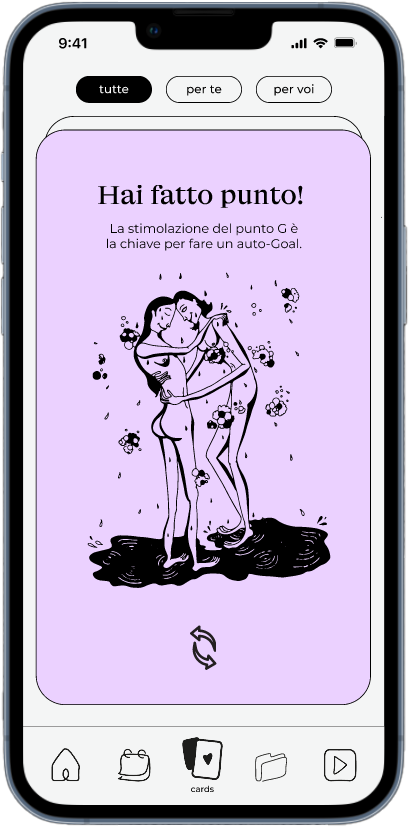 9:41
tutte per te per voi
Hai fatto punto!
La stimolazione del punto G è
la chiave per fare un auto-Goal.
cards